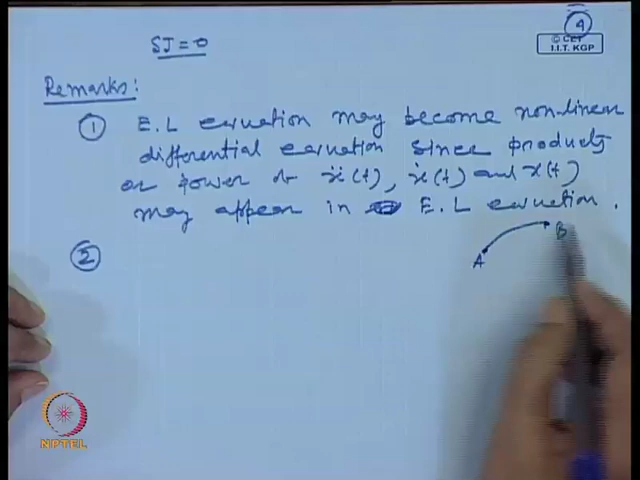 4
© CET
I.I.T. KGP
SJ = 0
Remarks:
1 E.L equation may become non-linear
differential equation since products
or power of ẍ(t), ẋ(t) and x(t)
may appear in E.L equation.
2
A
B
NPTEL